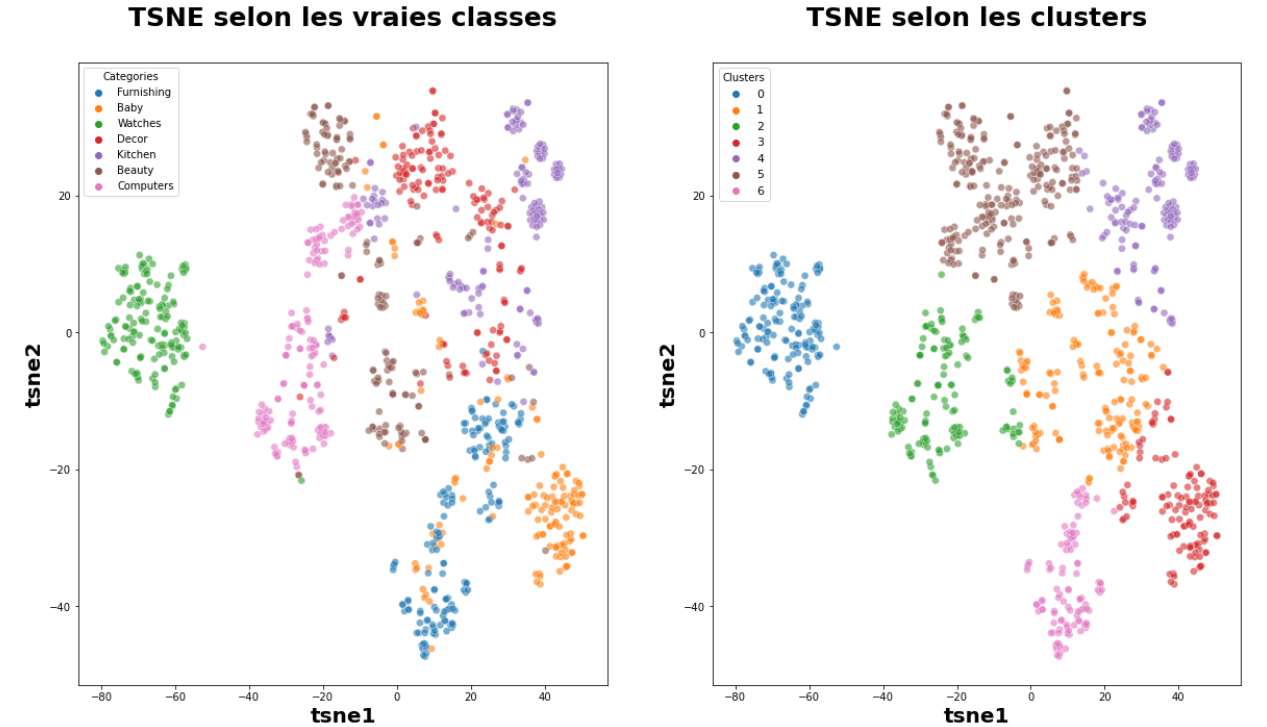 TSNE selon les vraies classes
Categories
Furnishing
Baby
Watches
Decor
Kitchen
Beauty
Computers
20
0
−20
−40
−80
−60
−40
−20
0
20
40
tsne2
tsne1
TSNE selon les clusters
Clusters
0
1
2
3
4
5
6
20
0
−20
−40
−80
−60
−40
−20
0
20
40
tsne2
tsne1